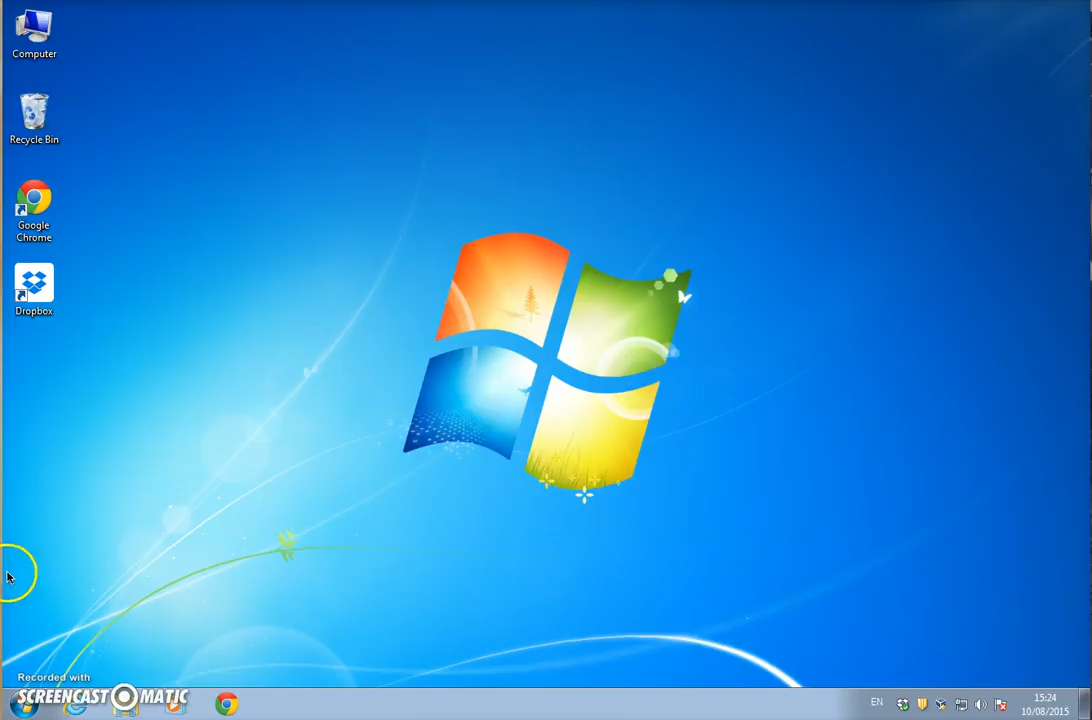 Computer
Recycle Bin
Google
Chrome
Dropbox
Recorded with
SCREENCAST MATIC
EN
15:24
10/08/2015